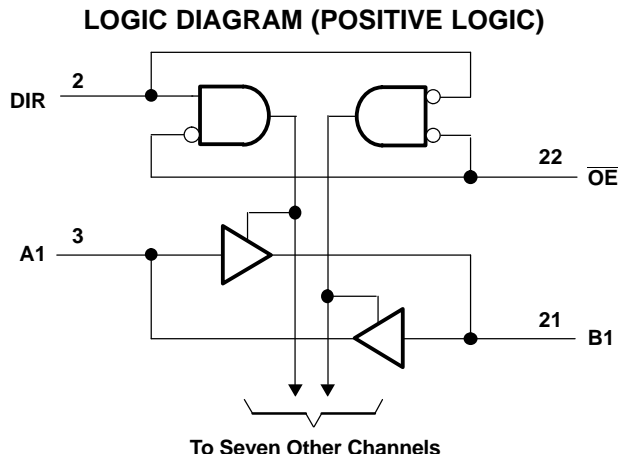 LOGIC DIAGRAM (POSITIVE LOGIC)
2
DIR
22
OE
3
A1
21
B1
To Seven Other Channels